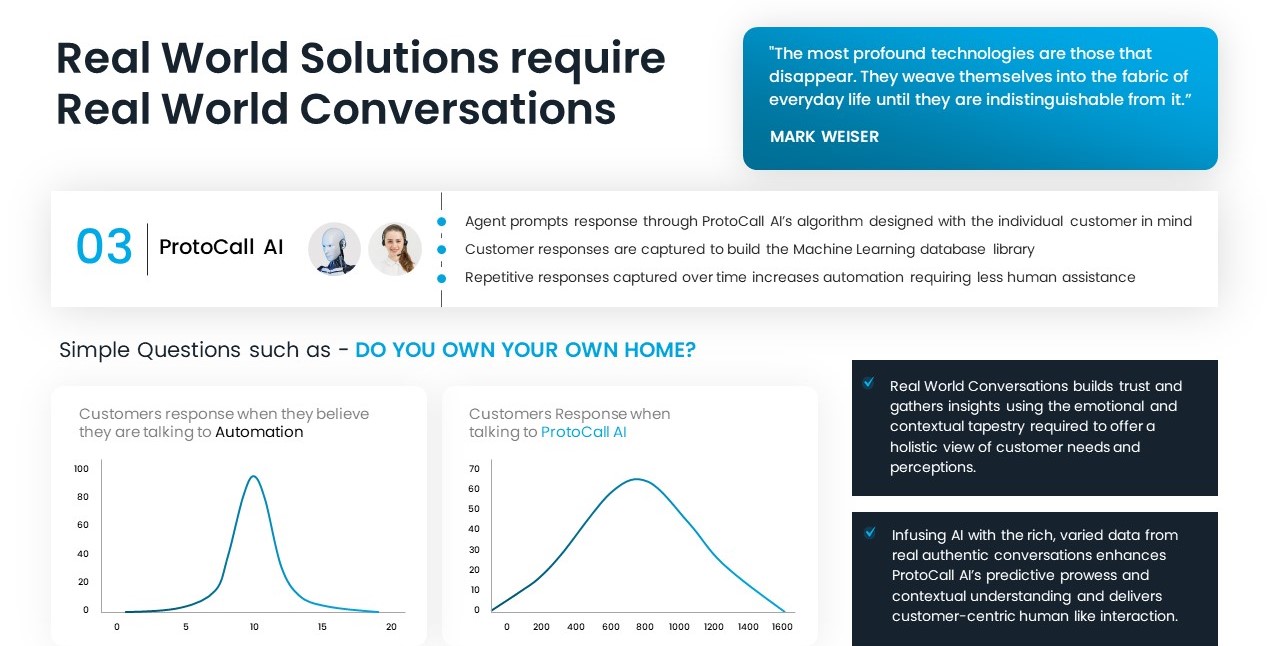 Real World Solutions require
Real World Conversations
"The most profound technologies are those that
disappear. They weave themselves into the fabric of
everyday life until they are indistinguishable from it.”
MARK WEISER
03
ProtoCall AI
Agent prompts response through ProtoCall AI’s algorithm designed with the individual customer in mind
Customer responses are captured to build the Machine Learning database library
Repetitive responses captured over time increases automation requiring less human assistance
Simple Questions such as - DO YOU OWN YOUR OWN HOME?
Customers response when they believe
they are talking to Automation
100
80
60
40
20
0
0 5 10 15 20
Customers Response when
talking to ProtoCall AI
70
60
50
40
30
20
10
0
0 200 400 600 800 1000 1200 1400 1600
Real World Conversations builds trust and
gathers insights using the emotional and
contextual tapestry required to offer a
holistic view of customer needs and
perceptions.
Infusing AI with the rich, varied data from
real authentic conversations enhances
ProtoCall AI’s predictive prowess and
contextual understanding and delivers
customer-centric human like interaction.